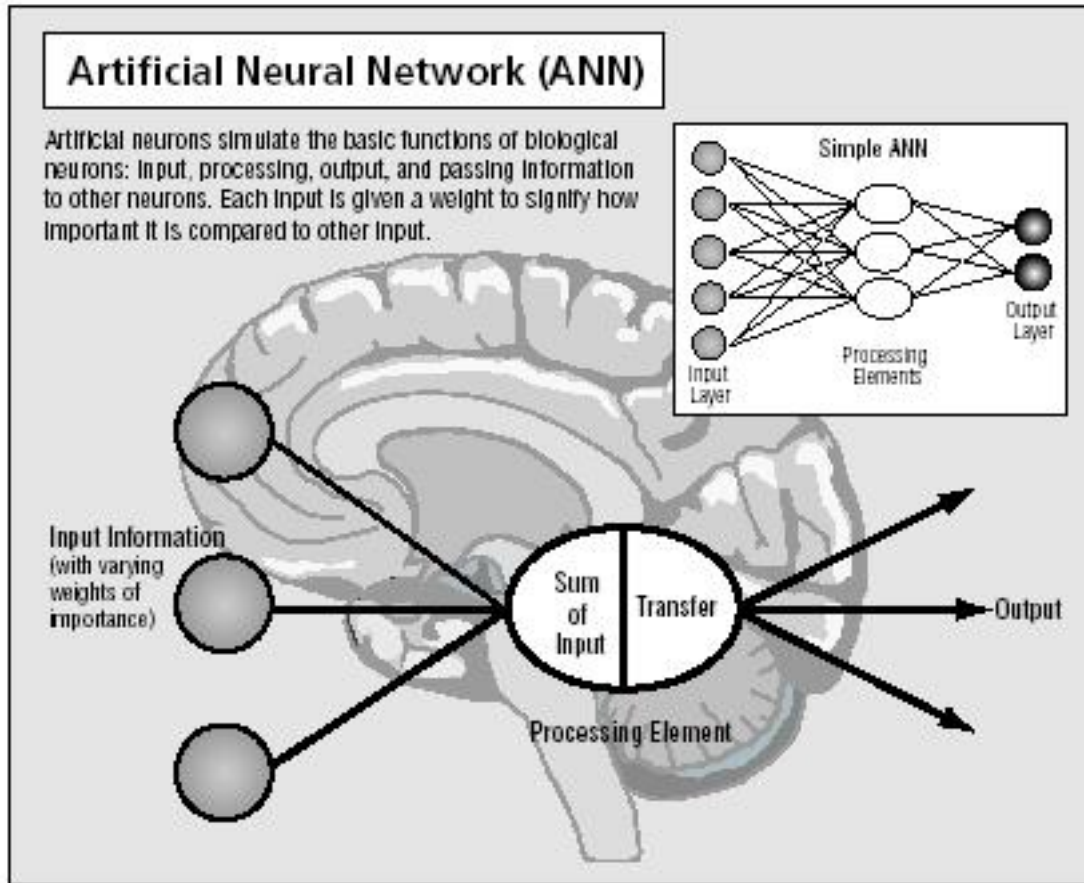 Artificial Neural Network (ANN)
Artificial neurons simulate the basic functions of biological
neurons: input, processing, output, and passing information
to other neurons. Each input is given a weight to signify how
important it is compared to other input.
Simple ANN
Input
Layer
Processing
Elements
Output
Layer
Input Information
(with varying
weights of
importance)
Sum
of
Input
Transfer
Output
Processing Element